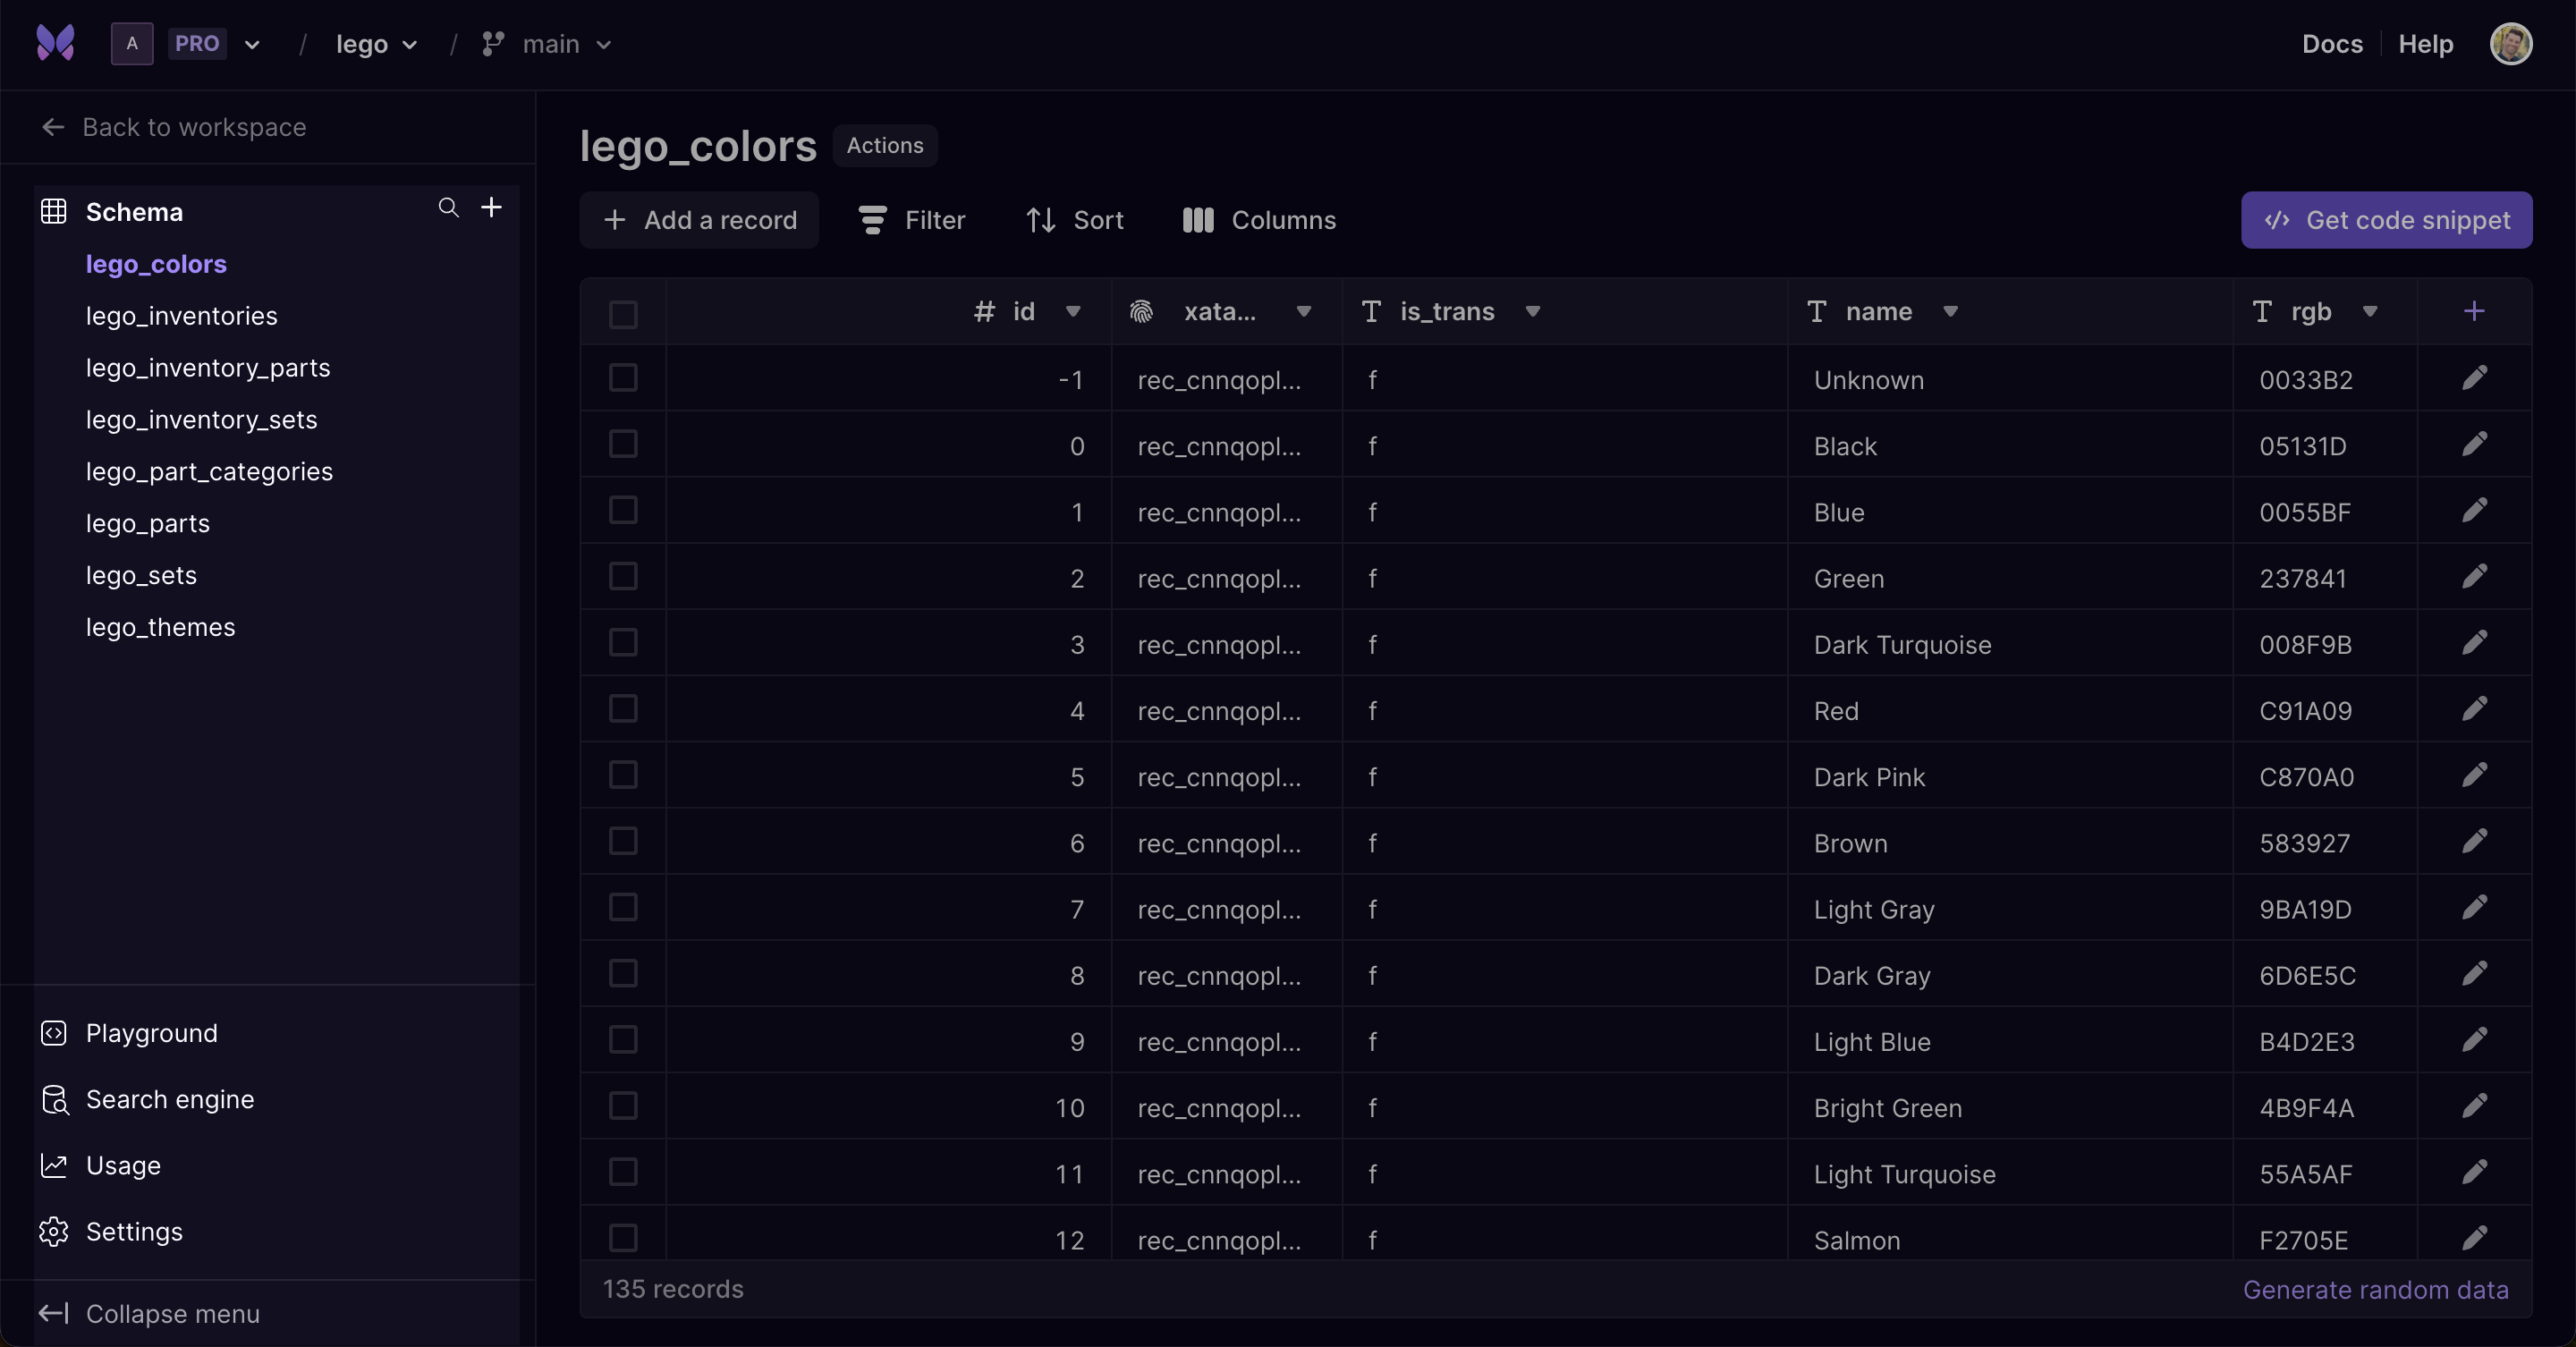 A PRO / lego / main Docs Help
Back to workspace
Schema
lego_colors
lego_inventories
lego_inventory_parts
lego_inventory_sets
lego_part_categories
lego_parts
lego_sets
lego_themes
Playground
Search engine
Usage
Settings
Collapse menu
lego_colors Actions
+ Add a record Filter Sort Columns </> Get code snippet
# id xata... T is_trans T name T rgb +
-1 rec_cnnqopl... f Unknown 0033B2
0 rec_cnnqopl... f Black 05131D
1 rec_cnnqopl... f Blue 0055BF
2 rec_cnnqopl... f Green 237841
3 rec_cnnqopl... f Dark Turquoise 008F9B
4 rec_cnnqopl... f Red C91A09
5 rec_cnnqopl... f Dark Pink C870A0
6 rec_cnnqopl... f Brown 583927
7 rec_cnnqopl... f Light Gray 9BA19D
8 rec_cnnqopl... f Dark Gray 6D6E5C
9 rec_cnnqopl... f Light Blue B4D2E3
10 rec_cnnqopl... f Bright Green 4B9F4A
11 rec_cnnqopl... f Light Turquoise 55A5AF
12 rec_cnnqopl... f Salmon F2705E
135 records Generate random data